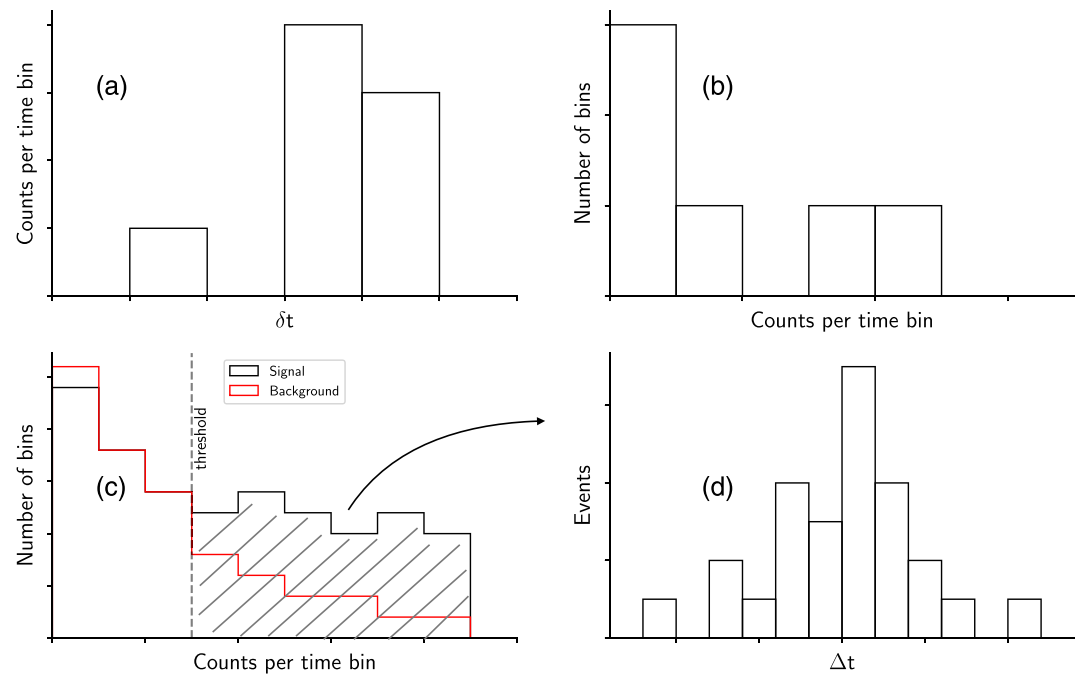 (a)
Counts per time bin
δt
(b)
Number of bins
Counts per time bin
Signal
Background
threshold
(c)
Number of bins
Counts per time bin
(d)
Events
Δt